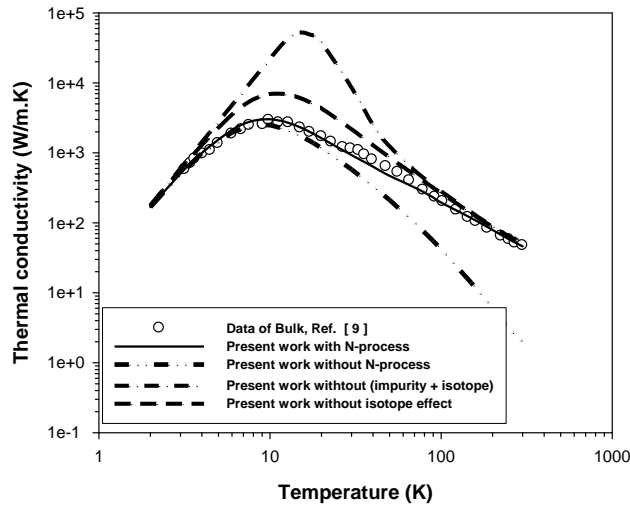 Thermal conductivity (W/m.K)
1e+5
1e+4
1e+3
1e+2
1e+1
1e+0
1e-1
Data of Bulk, Ref. [ 9 ]
Present work with N-process
Present work without N-process
Present work withtout (impurity + isotope)
Present work without isotope effect
1 10 100 1000
Temperature (K)